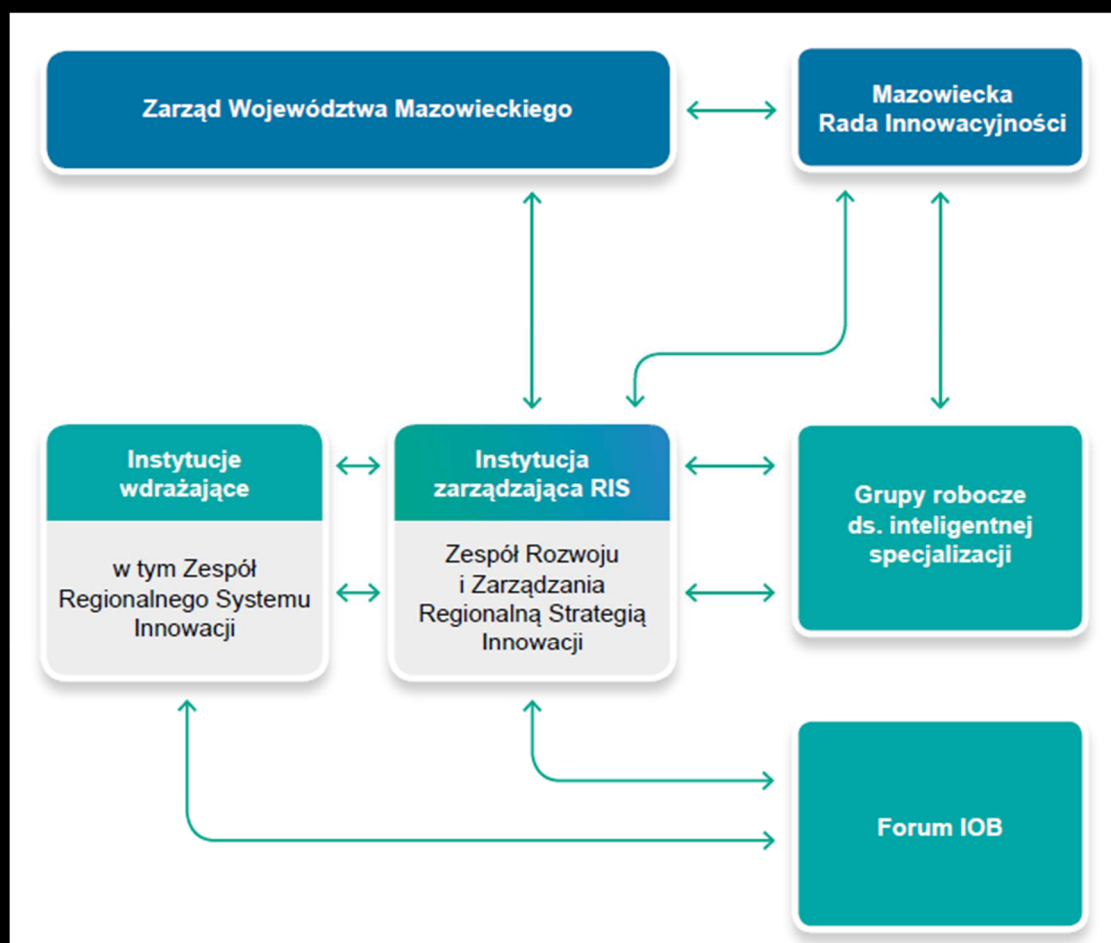 Zarząd Województwa Mazowieckiego
Mazowiecka
Rada Innowacyjności
Instytucje
wdrażające
w tym Zespół
Regionalnego Systemu
Innowacji
Instytucja
zarządzająca RIS
Zespół Rozwoju
i Zarządzania
Regionalną Strategią
Innowacji
Grupy robocze
ds. inteligentnej
specjalizacji
Forum IOB